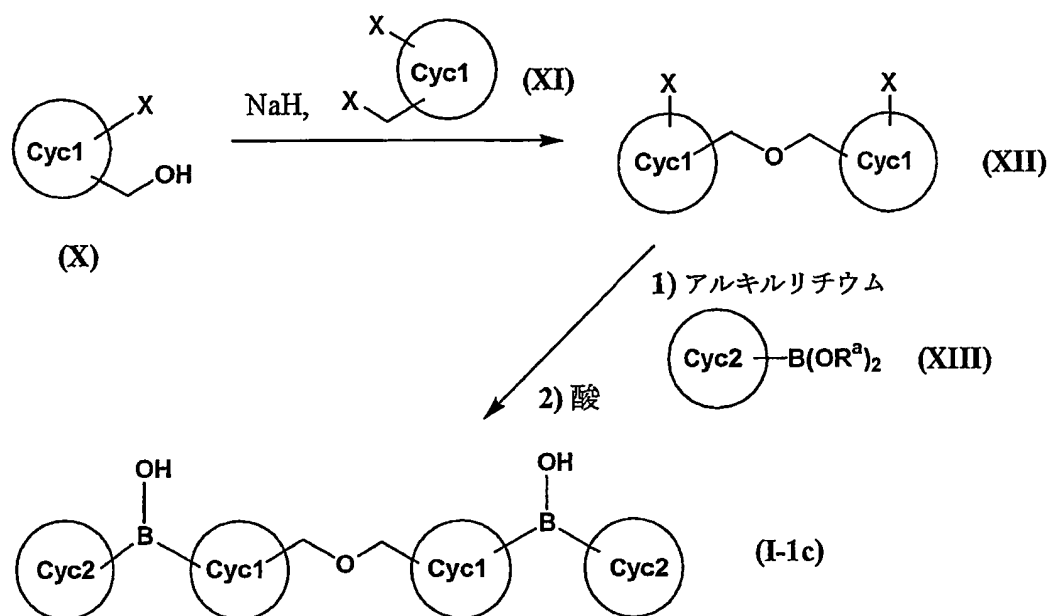 X
Cyc1
(XI)
X
NaH,
X
Cyc1
OH
(X)
X
X
Cyc1
O
Cyc1
(XII)
1) アルキルリチウム
Cyc2
B(ORᵃ)₂
(XIII)
2) 酸
OH
OH
B
B
Cyc2
Cyc1
O
Cyc1
Cyc2
(I-1c)